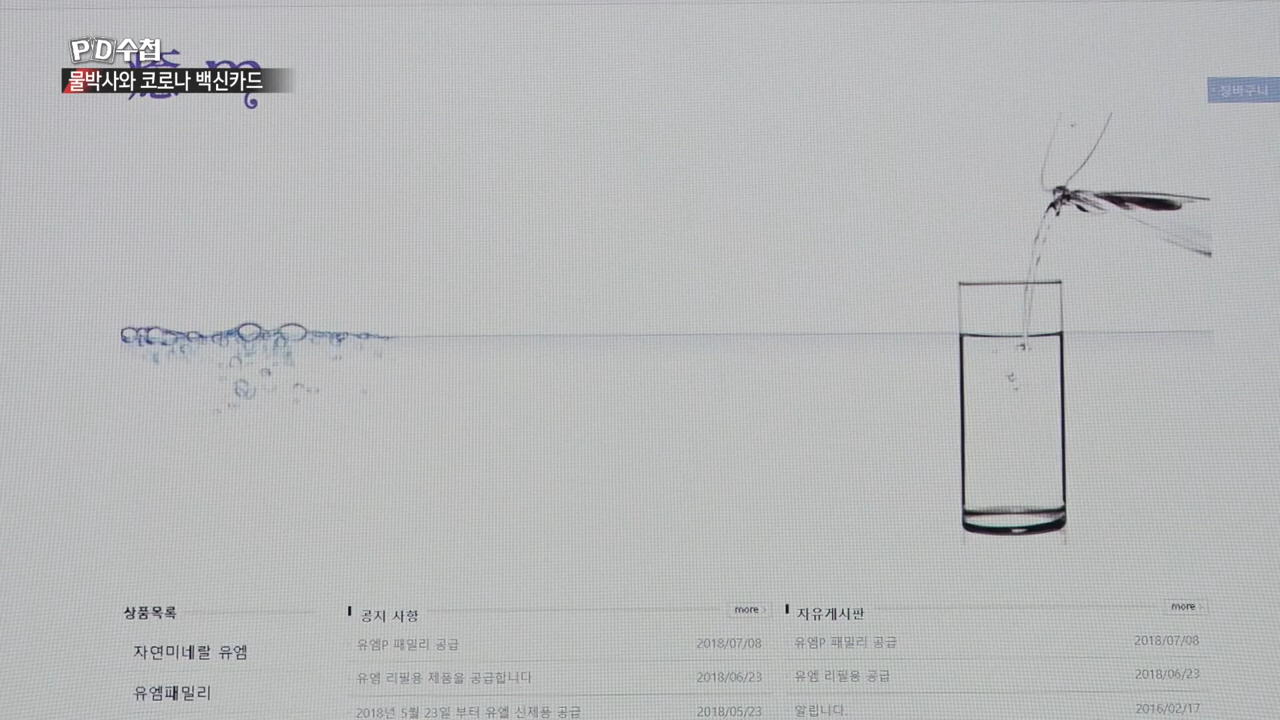 PD수첩
물박사와 코로나 백신카드
장바구니
상품목록
자연미네랄 유엠
유엠패밀리
공지 사항 more
유엠P 패밀리 공급 2018/07/08
유엠 리필용 제품을 공급합니다 2018/06/23
2018년 5월 23일 부터 유엘 신제품 공급 2018/05/23
자유게시판 more
유엠P 패밀리 공급 2018/07/08
유엠 리필용 공급 2018/06/23
알립니다. 2016/02/17